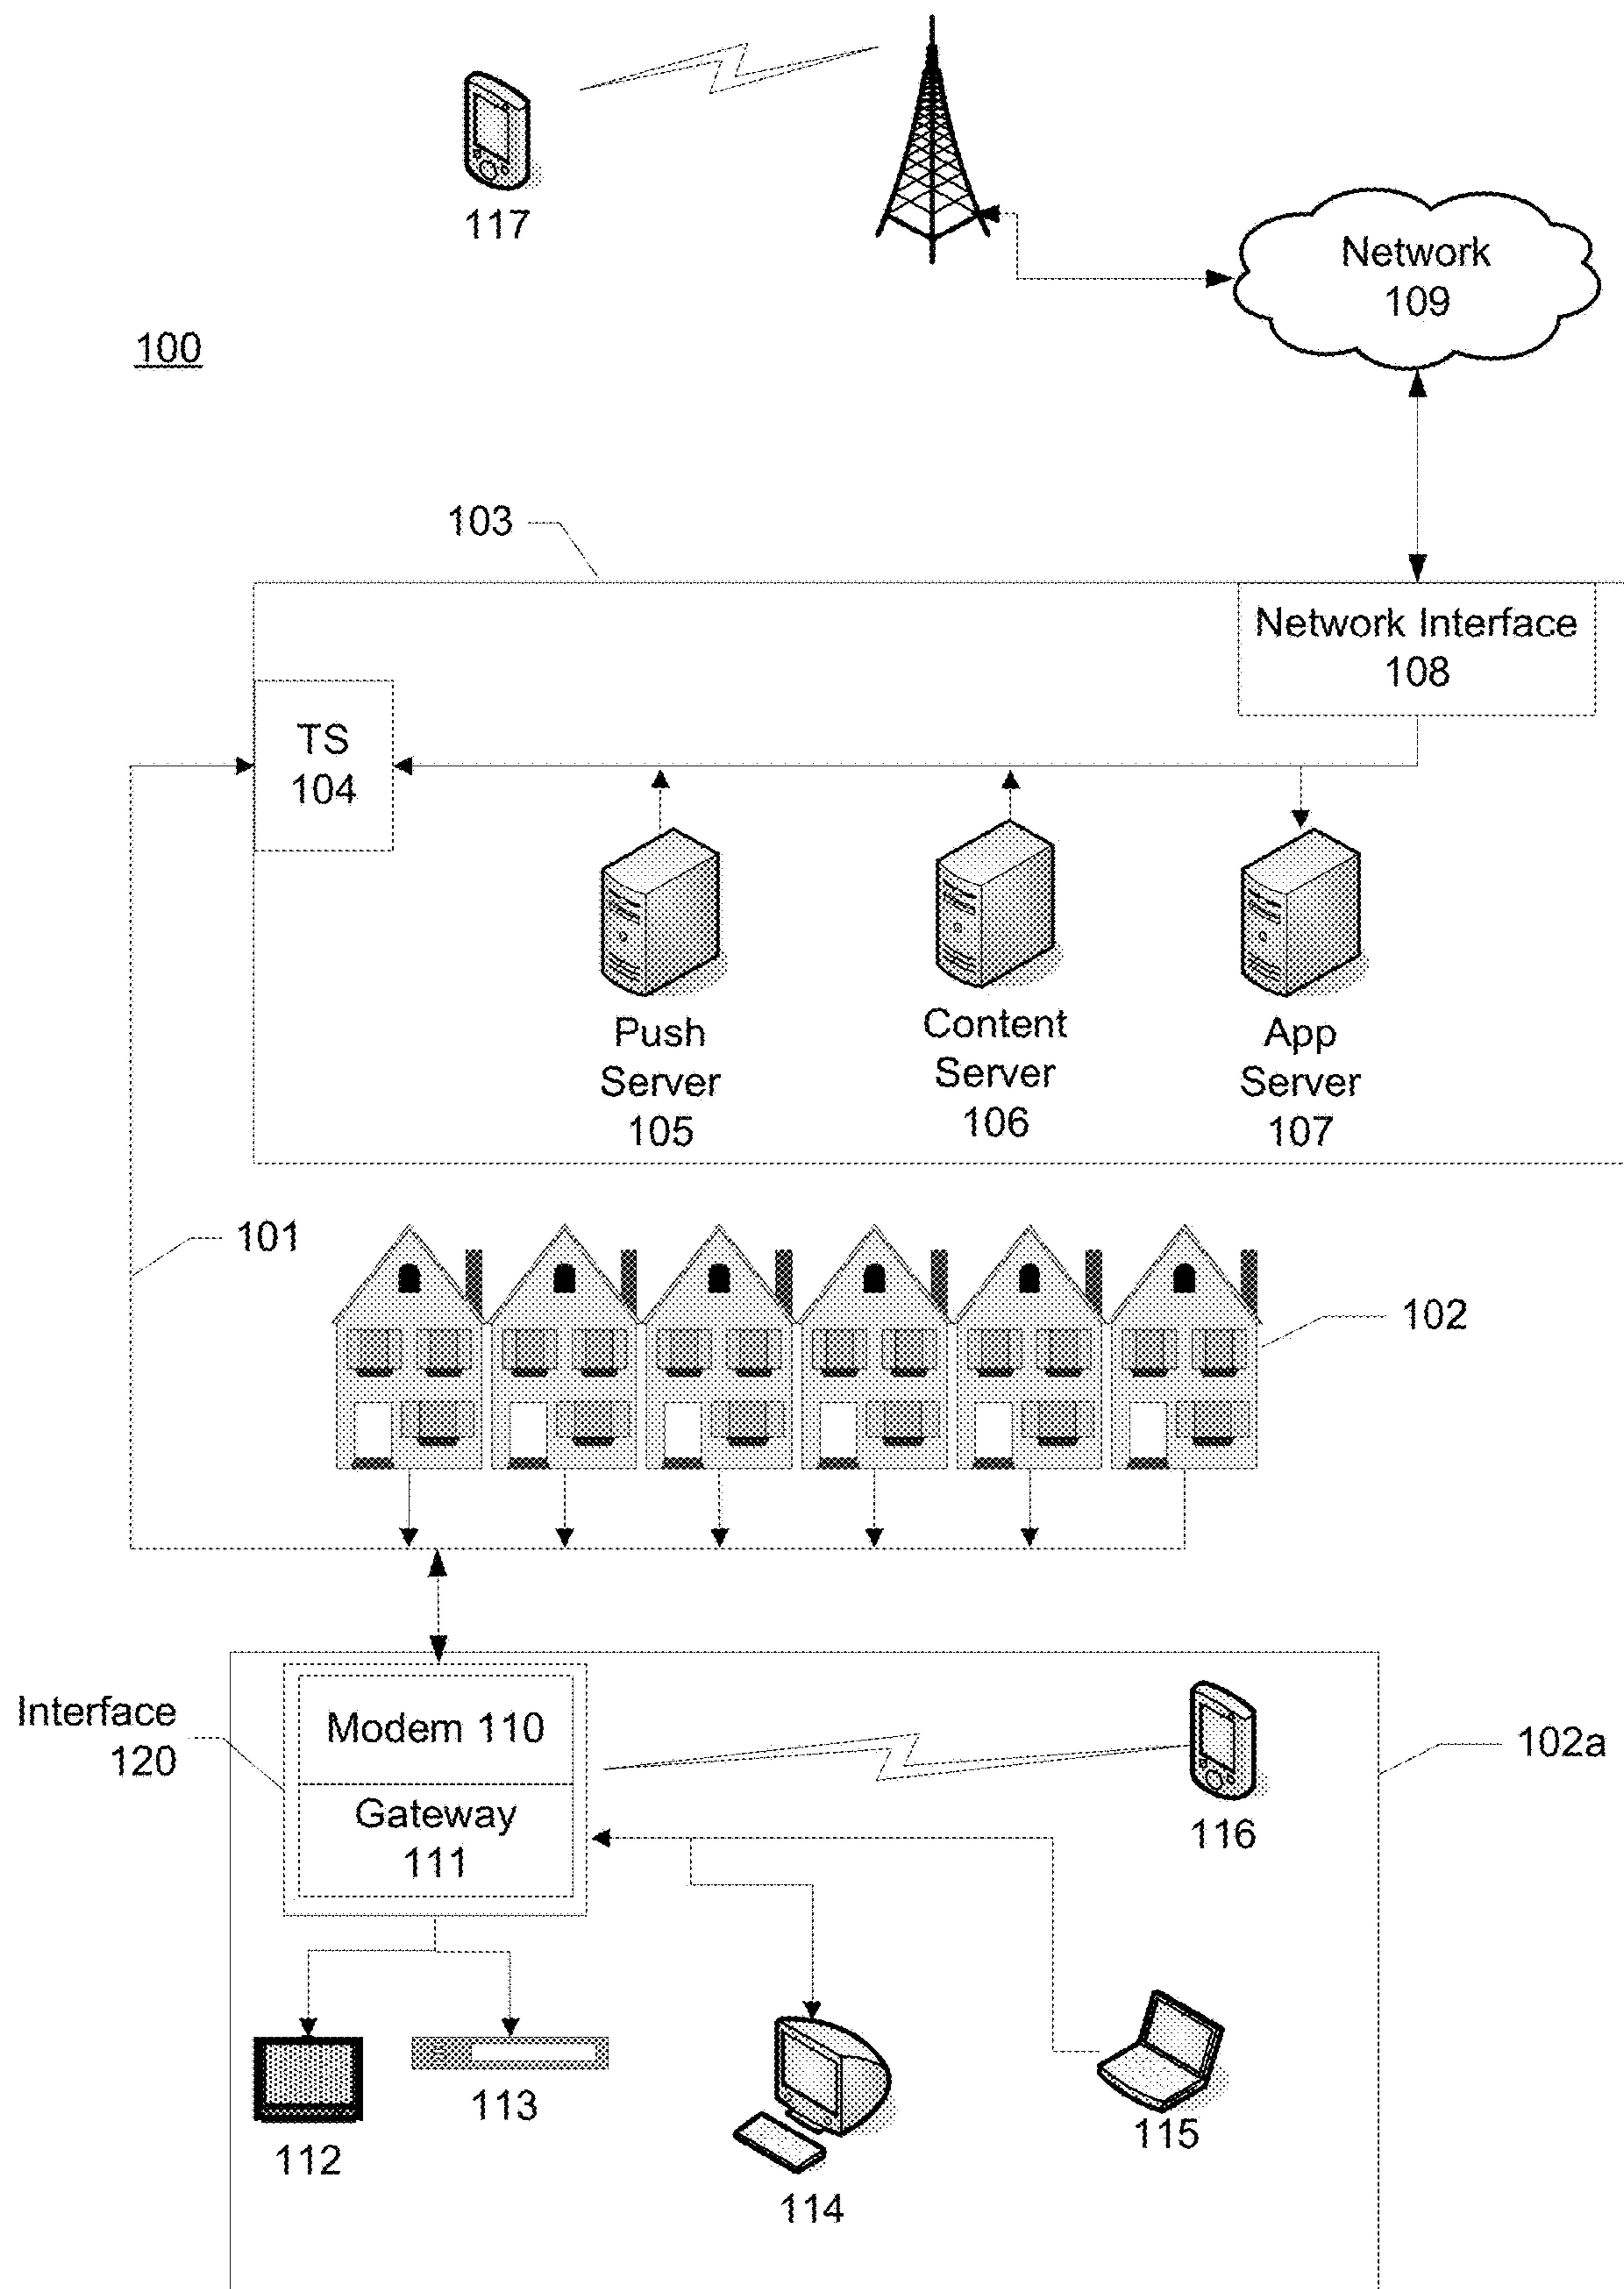 117
Network
109
100
103
Network Interface
108
TS
104
Push
Server
105
Content
Server
106
App
Server
107
101
102
Interface
120
Modem 110
Gateway
111
116
102a
112
113
114
115